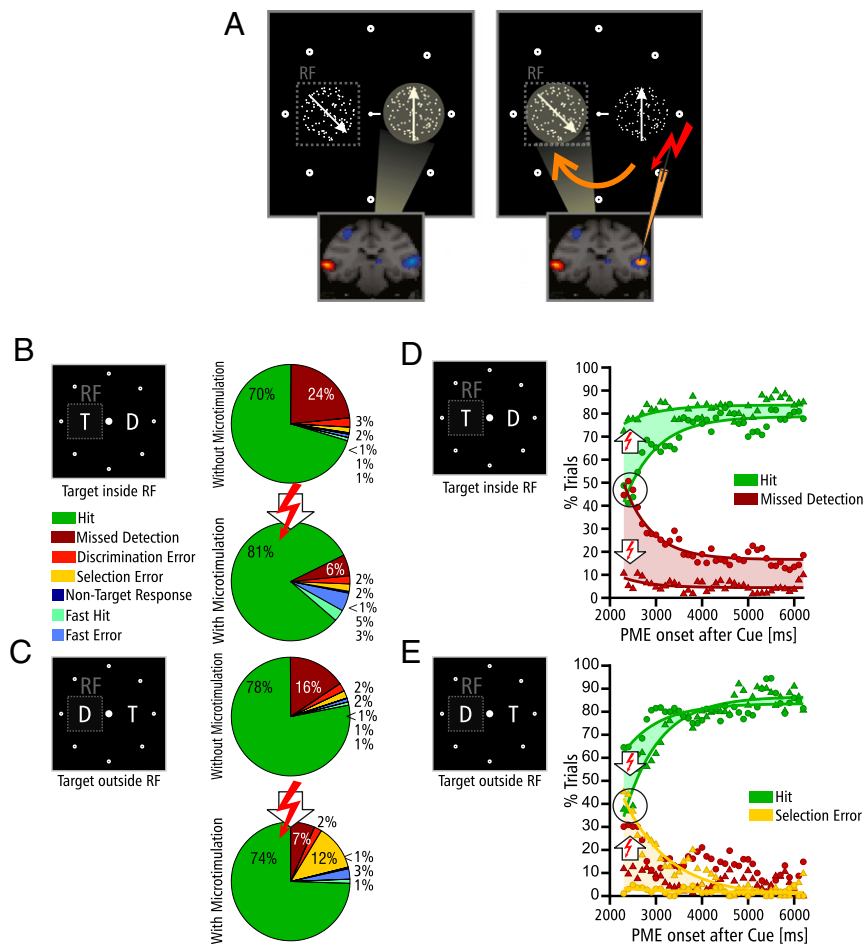 A
RF
RF
B
RF
T D
Target inside RF
Hit
Missed Detection
Discrimination Error
Selection Error
Non-Target Response
Fast Hit
Fast Error
Without Microtimulation
70%
24%
3%
2%
<1%
1%
1%
With Microtimulation
81%
6%
2%
2%
<1%
5%
3%
C
RF
D T
Target outside RF
Without Microtimulation
78%
16%
2%
2%
<1%
1%
1%
With Microtimulation
74%
7%
2%
12%
<1%
3%
1%
D
RF
T D
Target inside RF
% Trials
100
90
80
70
60
50
40
30
20
10
0
Hit
Missed Detection
2000 3000 4000 5000 6000
PME onset after Cue [ms]
E
RF
D T
Target outside RF
% Trials
100
90
80
70
60
50
40
30
20
10
0
Hit
Selection Error
2000 3000 4000 5000 6000
PME onset after Cue [ms]